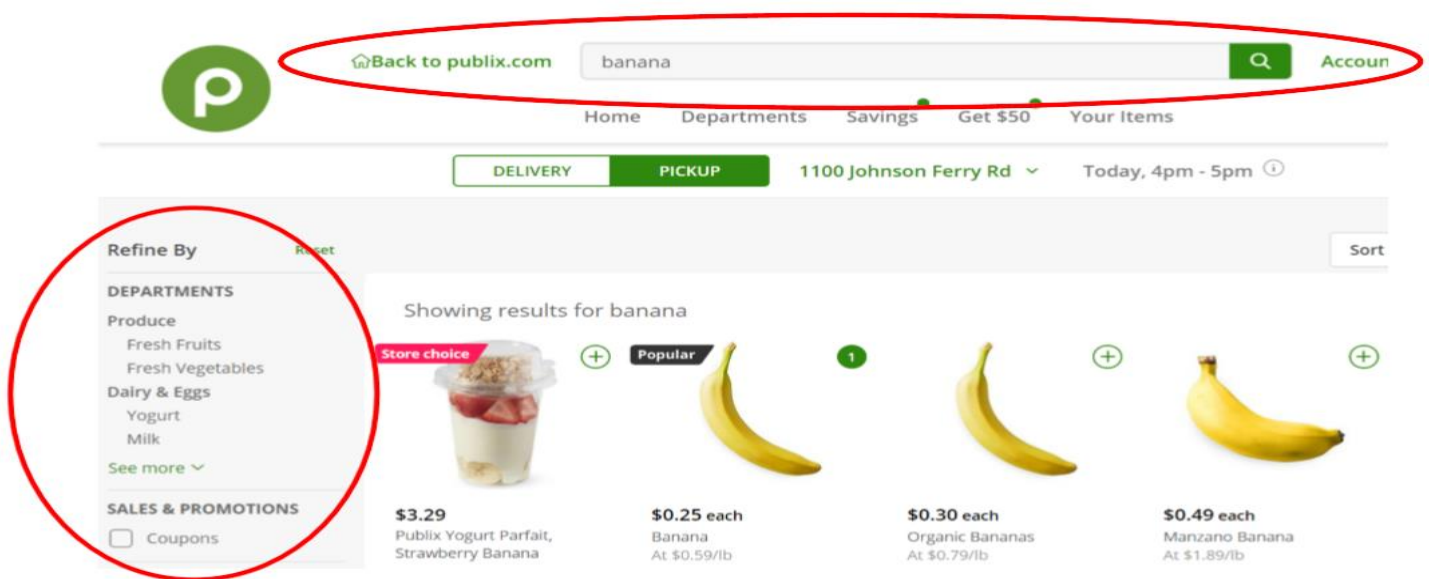 Back to publix.com banana Accoun
Home Departments Savings Get $50 Your Items
DELIVERY PICKUP 1100 Johnson Ferry Rd Today, 4pm - 5pm
Refine By Reset
Sort
DEPARTMENTS
Produce
Fresh Fruits
Fresh Vegetables
Dairy & Eggs
Yogurt
Milk
See more
SALES & PROMOTIONS
Coupons
Showing results for banana
Store choice
Popular
1
$3.29
Publix Yogurt Parfait,
Strawberry Banana
$0.25 each
Banana
At $0.59/lb
$0.30 each
Organic Bananas
At $0.79/lb
$0.49 each
Manzano Banana
At $1.89/lb